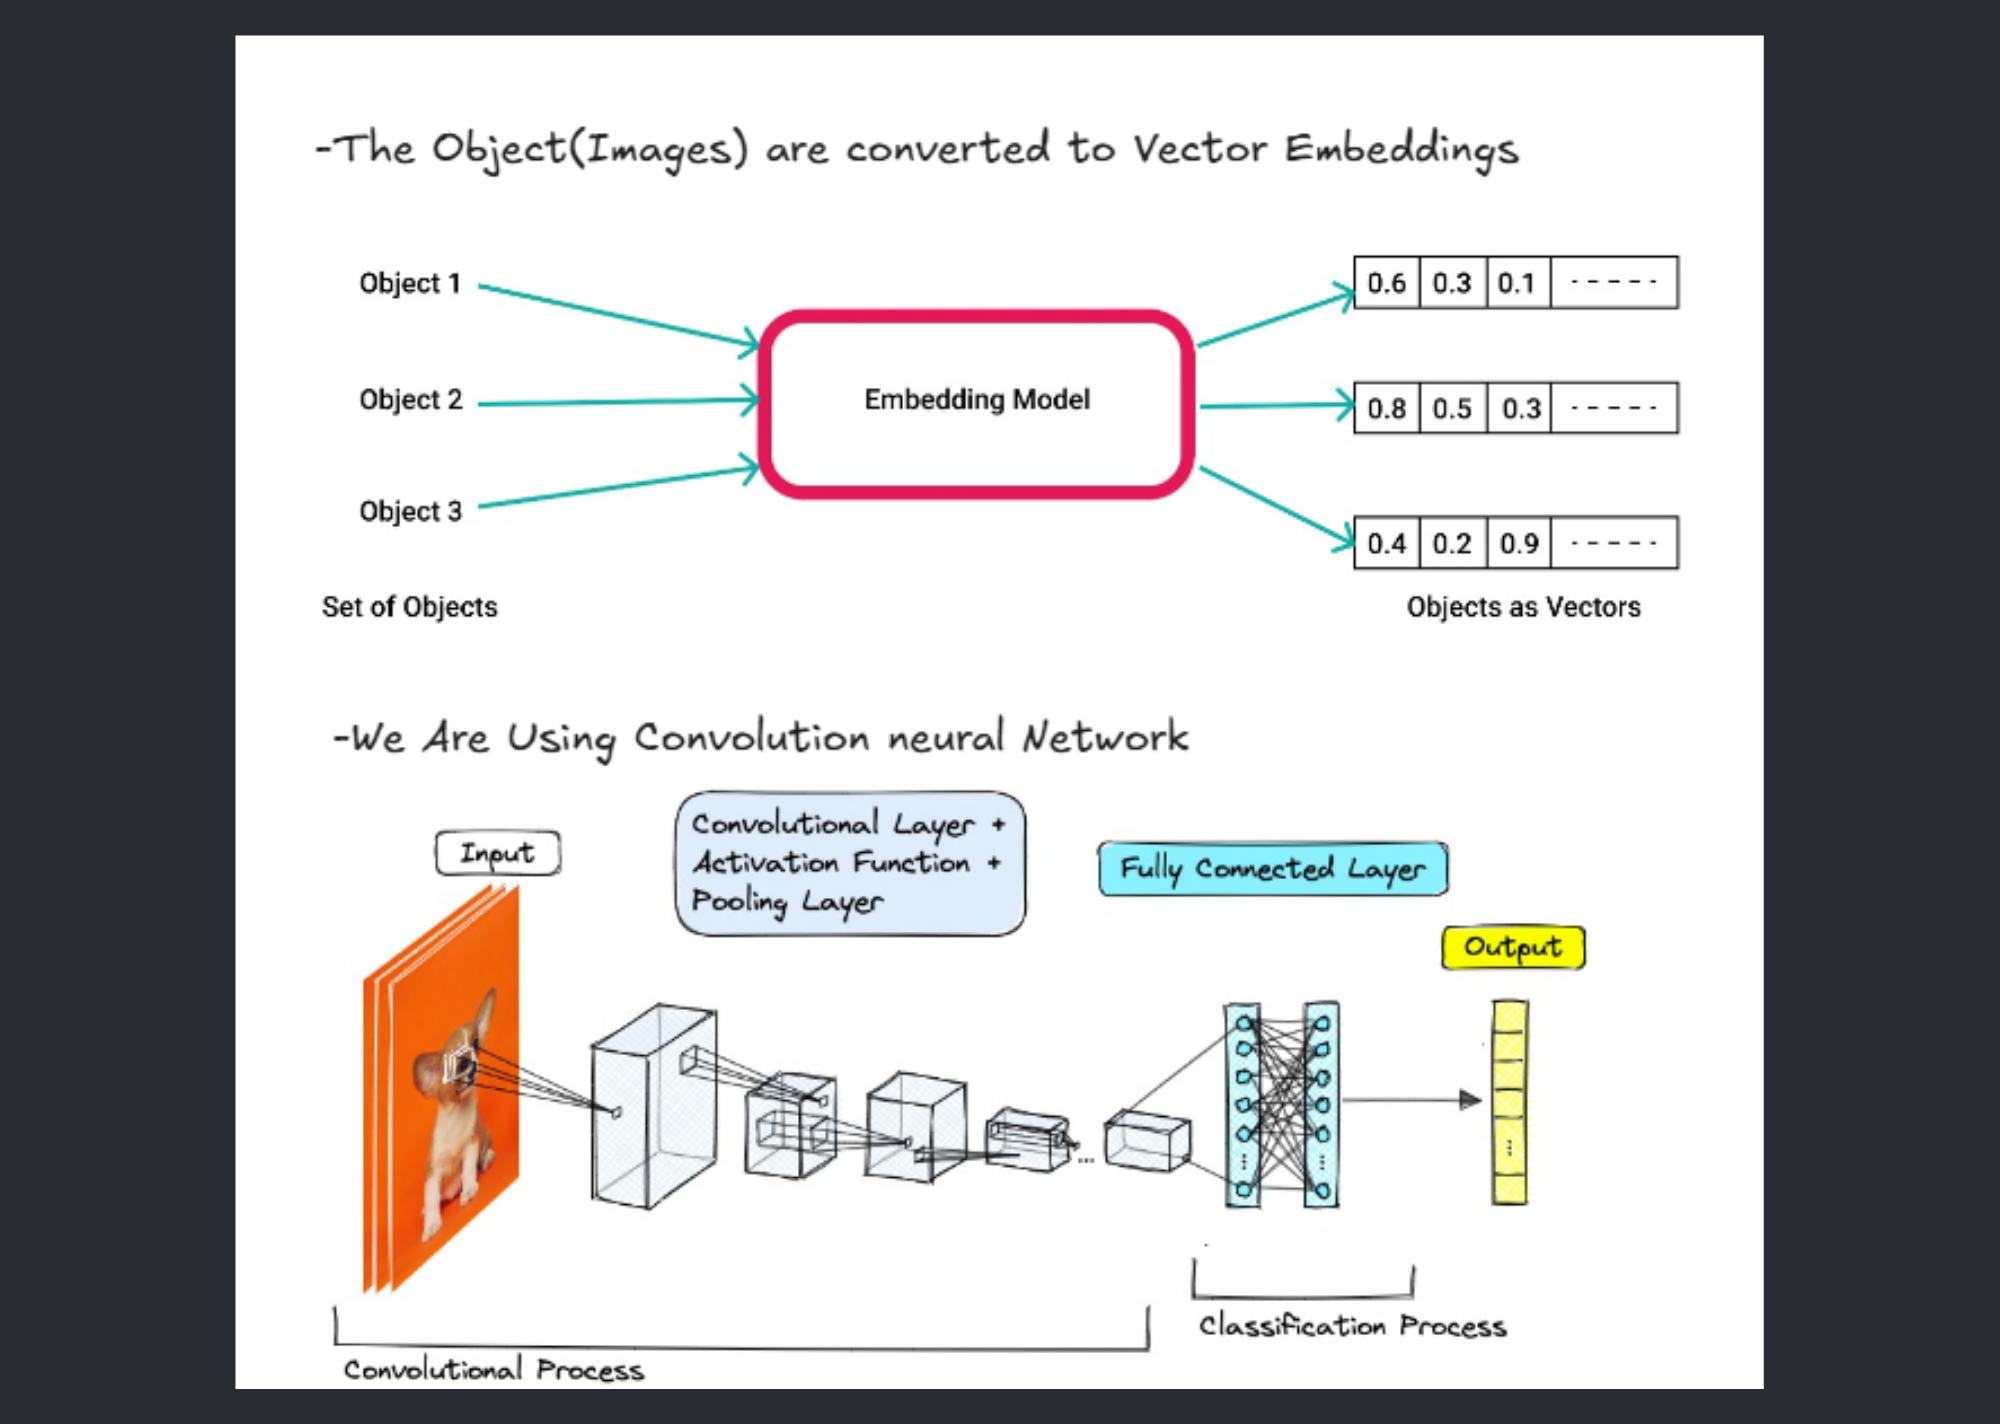 -The Object(Images) are converted to Vector Embeddings
Object 1
Object 2
Object 3
Set of Objects
Embedding Model
0.6 0.3 0.1 -----
0.8 0.5 0.3 -----
0.4 0.2 0.9 -----
Objects as Vectors
-We Are Using Convolution neural Network
Input
Convolutional Layer +
Activation Function +
Pooling Layer
Fully Connected Layer
Output
...
Classification Process
Convolutional Process